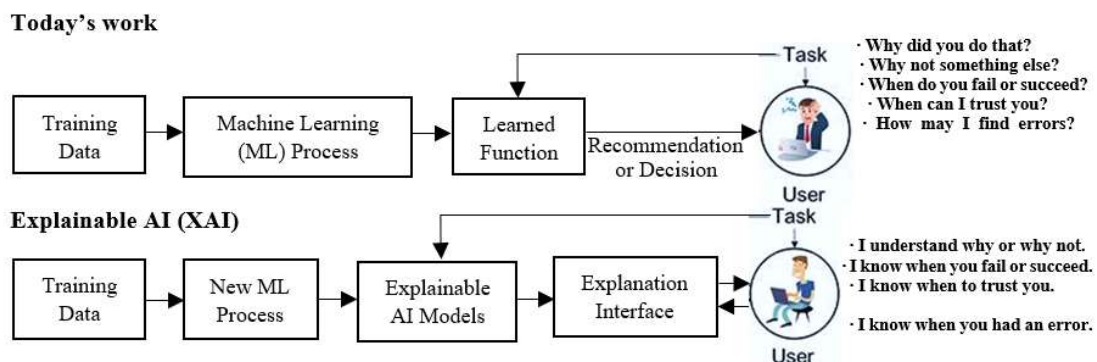 Today's work
Task
· Why did you do that?
· Why not something else?
· When do you fail or succeed?
· When can I trust you?
· How may I find errors?
Training
Data
Machine Learning
(ML) Process
Learned
Function
Recommendation
or Decision
User
Explainable AI (XAI)
Task
· I understand why or why not.
· I know when you fail or succeed.
· I know when to trust you.
· I know when you had an error.
Training
Data
New ML
Process
Explainable
AI Models
Explanation
Interface
User